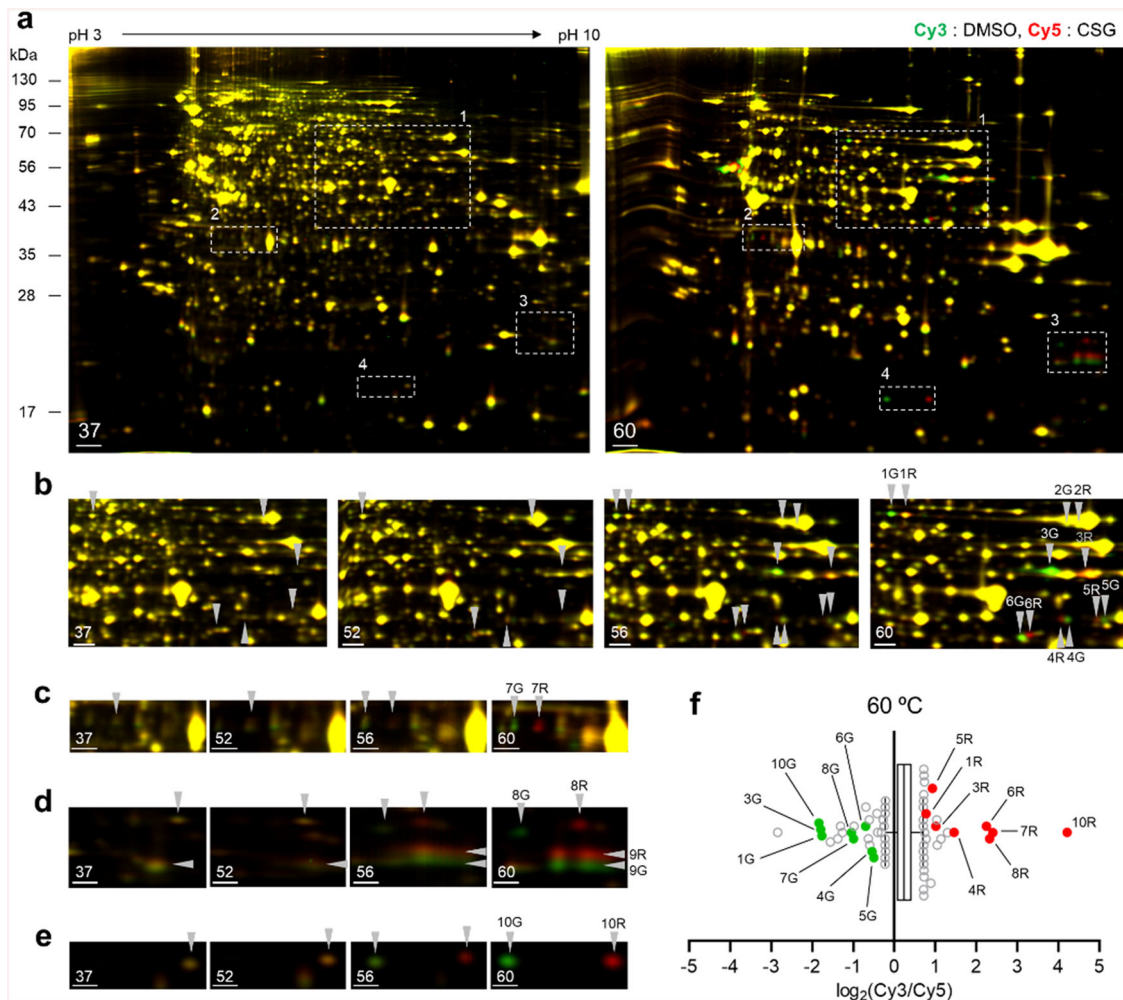 a
pH 3
pH 10
Cy3 : DMSO, Cy5 : CSG
kDa
130
95
70
56
43
35
28
17
1
2
3
4
37
1
2
3
4
60
b
37
52
56
1G 1R
2G 2R
3G
3R
5R 5G
6G 6R
4R 4G
60
c
37
52
56
7G 7R
60
d
37
52
56
8G
8R
9R
9G
60
e
37
52
56
10G
10R
60
f
60 ºC
6G
5R
10G
8G
1R
3G
3R
6R
7R
10R
1G
7G
4G
5G
4R
8R
-5 -4 -3 -2 -1 0 1 2 3 4 5
log2(Cy3/Cy5)